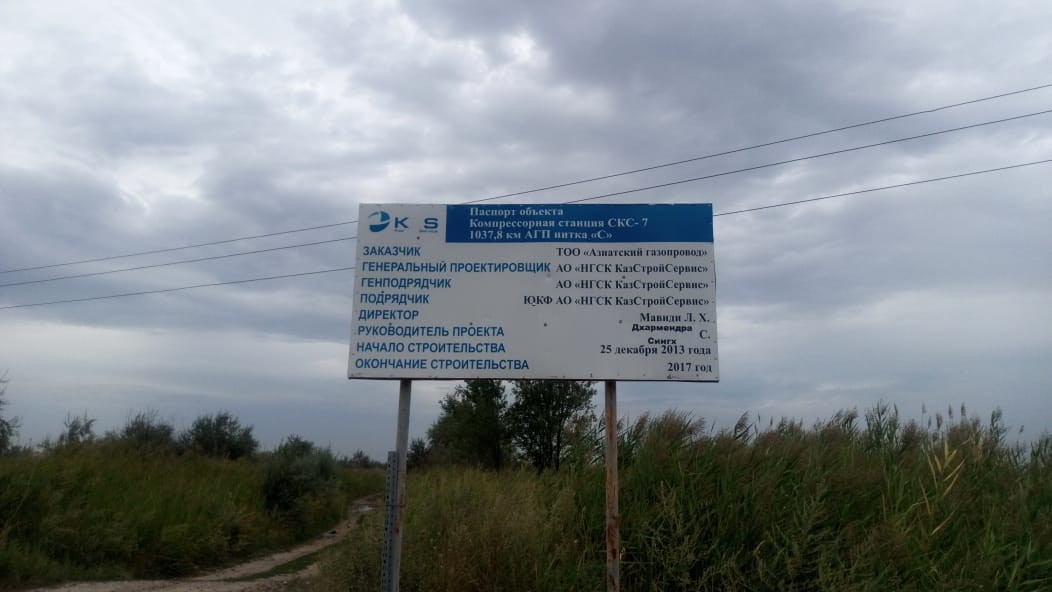 KS
Паспорт объекта
Компрессорная станция СКС- 7
1037,8 км АГП нитка «С»
ЗАКАЗЧИК ТОО «Азиатский газопровод»
ГЕНЕРАЛЬНЫЙ ПРОЕКТИРОВЩИК АО «НГСК КазСтройСервис»
ГЕНПОДРЯДЧИК АО «НГСК КазСтройСервис»
ПОДРЯДЧИК ЮКФ АО «НГСК КазСтройСервис»
ДИРЕКТОР Мавиди Л. Х.
РУКОВОДИТЕЛЬ ПРОЕКТА Дхармендра Сингх С.
НАЧАЛО СТРОИТЕЛЬСТВА 25 декабря 2013 года
ОКОНЧАНИЕ СТРОИТЕЛЬСТВА 2017 год